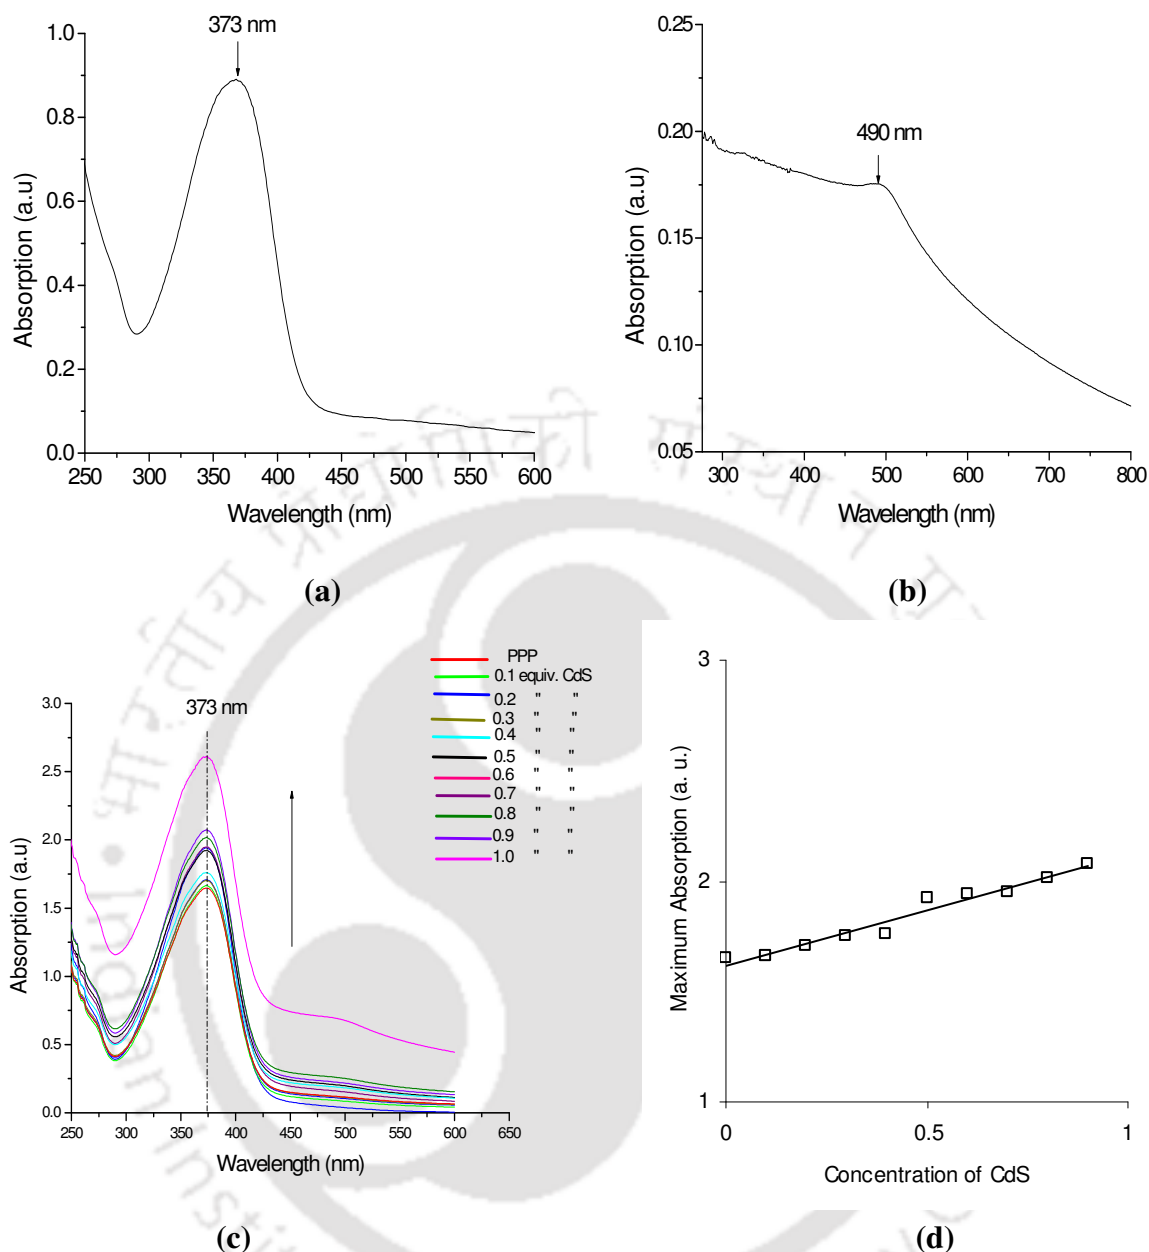 373 nm
1.0
0.8
0.6
0.4
0.2
0.0
Absorption (a.u)
250 300 350 400 450 500 550 600
Wavelength (nm)
(a)
0.25
0.20
0.15
0.10
0.05
Absorption (a.u)
490 nm
300 400 500 600 700 800
Wavelength (nm)
(b)
PPP
0.1 equiv. CdS
0.2 " "
0.3 " "
0.4 " "
0.5 " "
0.6 " "
0.7 " "
0.8 " "
0.9 " "
1.0 " "
373 nm
3.0
2.5
2.0
1.5
1.0
0.5
0.0
Absorption (a.u)
250 300 350 400 450 500 550 600 650
Wavelength (nm)
(c)
3
2
1
Maximum Absorption (a. u.)
0 0.5 1
Concentration of CdS
(d)